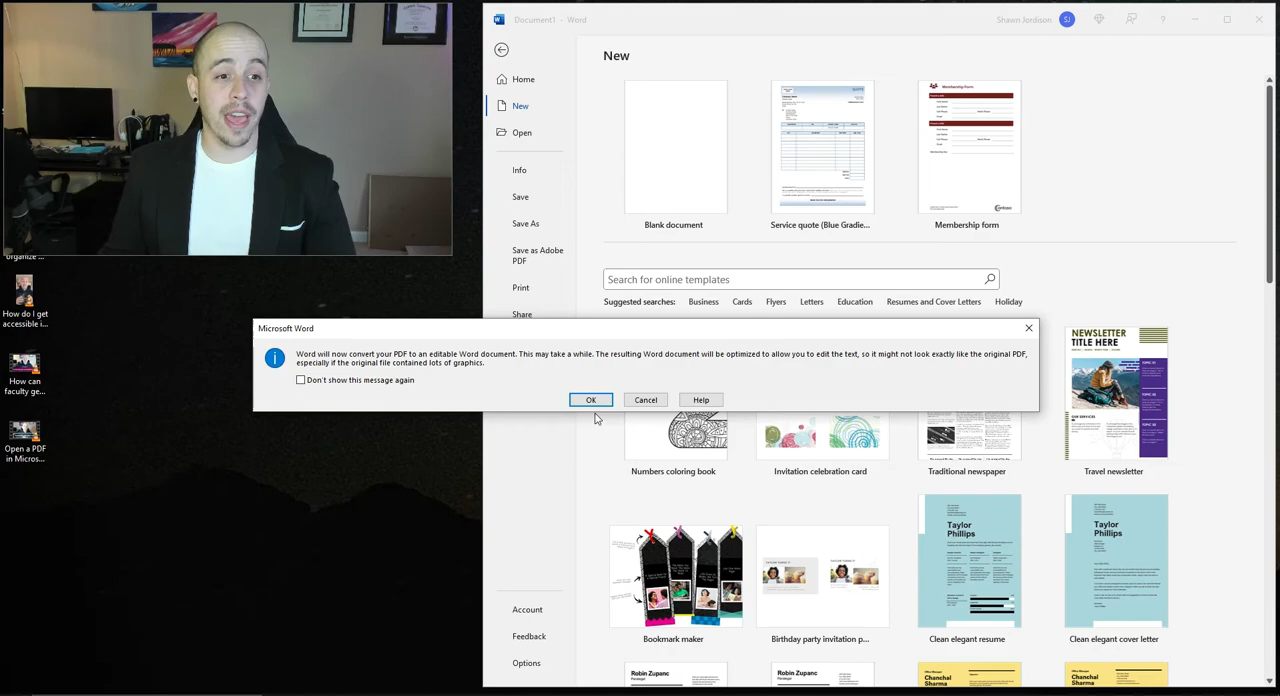 Document1 - Word
Shawn Jordison
SJ
New
Home
New
Open
Info
Save
Save As
Save as Adobe
PDF
Print
Share
Account
Feedback
Options
Blank document
Service quote (Blue Gradie...
Membership form
Search for online templates
Suggested searches:
Business
Cards
Flyers
Letters
Education
Resumes and Cover Letters
Holiday
Microsoft Word
Word will now convert your PDF to an editable Word document. This may take a while. The resulting Word document will be optimized to allow you to edit the text, so it might not look exactly like the original PDF,
especially if the original file contained lots of graphics.
Don't show this message again
OK
Cancel
Help
NEWSLETTER
TITLE HERE
Numbers coloring book
Invitation celebration card
Traditional newspaper
Travel newsletter
Taylor
Phillips
Taylor
Phillips
Bookmark maker
Birthday party invitation p...
Clean elegant resume
Clean elegant cover letter
Robin Zupanc
Robin Zupanc
Chanchal
Sharma
Chanchal
Sharma
organize ...
How do I get
accessible i...
How can
faculty ge...
Open a PDF
in Micros...